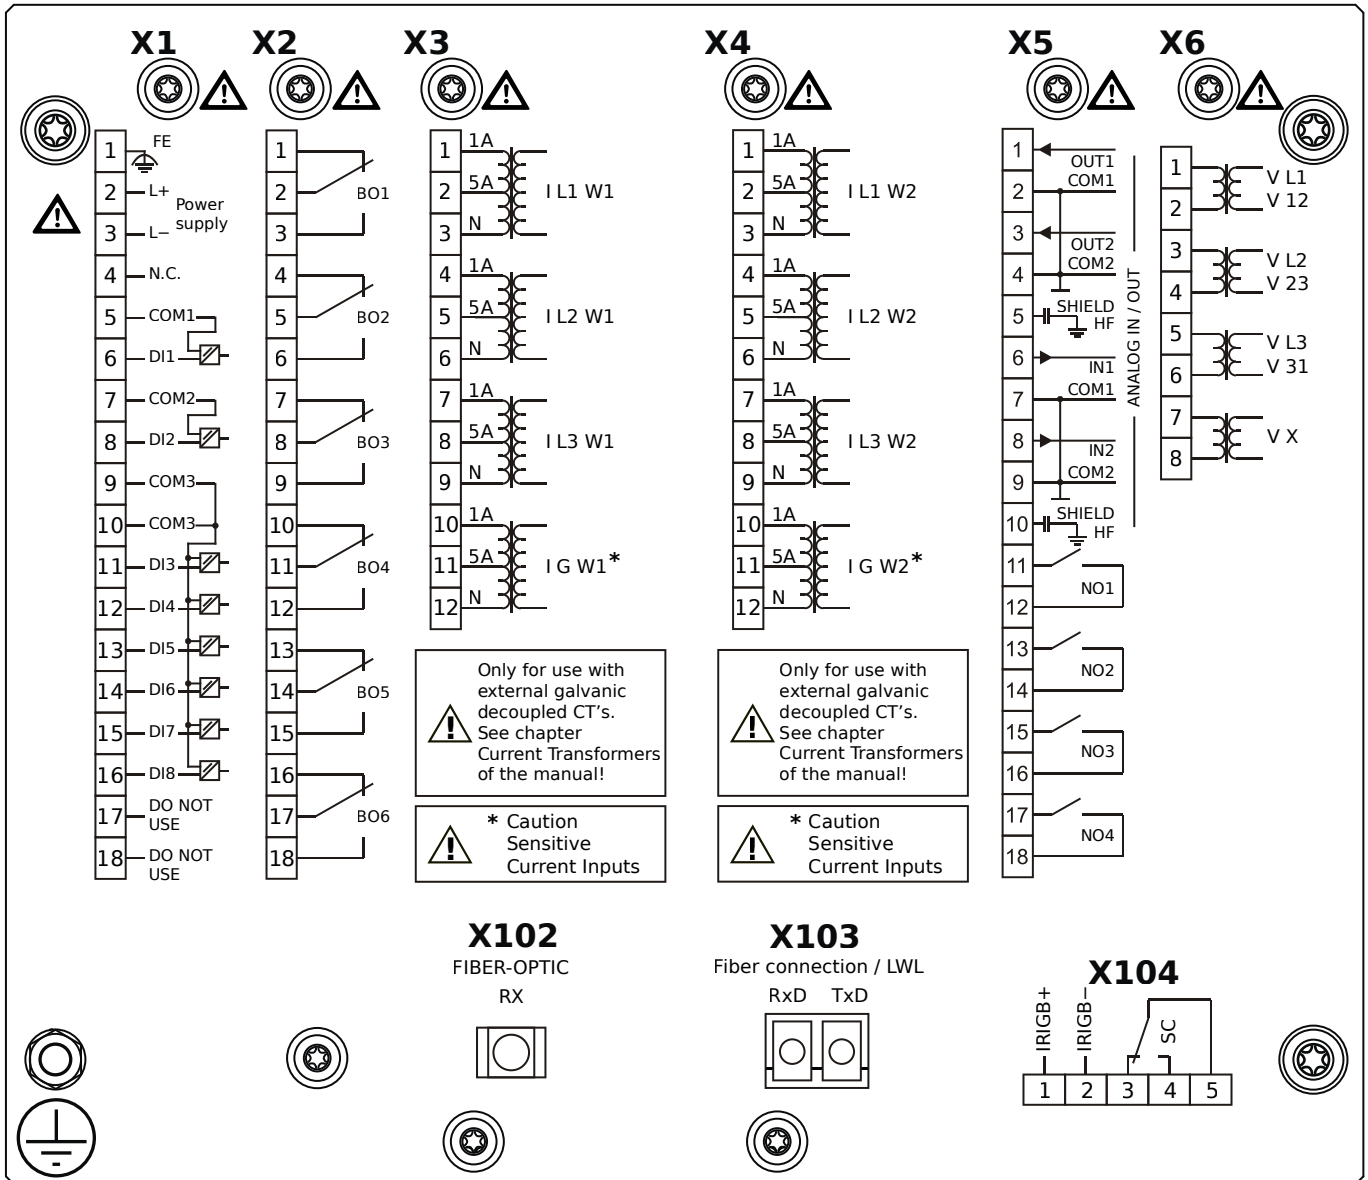 X1 X2 X3 X4 X5 X6
1 FE
2 L+
Power
supply
3 L−
4 N.C.
5 COM1
6 DI1
7 COM2
8 DI2
9 COM3
10 COM3
11 DI3
12 DI4
13 DI5
14 DI6
15 DI7
16 DI8
17 DO NOT
USE
18 DO NOT
USE
1
2 BO1
3
4
5 BO2
6
7
8 BO3
9
10
11 BO4
12
13
14 BO5
15
16
17 BO6
18
1 1A
2 5A I L1 W1
3 N
4 1A
5 5A I L2 W1
6 N
7 1A
8 5A I L3 W1
9 N
10 1A
11 5A I G W1*
12 N
Only for use with
external galvanic
decoupled CT's.
See chapter
Current Transformers
of the manual!
* Caution
Sensitive
Current Inputs
1 1A
2 5A I L1 W2
3 N
4 1A
5 5A I L2 W2
6 N
7 1A
8 5A I L3 W2
9 N
10 1A
11 5A I G W2*
12 N
Only for use with
external galvanic
decoupled CT's.
See chapter
Current Transformers
of the manual!
* Caution
Sensitive
Current Inputs
1 OUT1
2 COM1
3 OUT2
4 COM2
5 SHIELD
HF
6 IN1
7 COM1
8 IN2
9 COM2
10 SHIELD
HF
ANALOG IN / OUT
11
NO1
12
13
NO2
14
15
NO3
16
17
NO4
18
1 V L1
2 V 12
3 V L2
4 V 23
5 V L3
6 V 31
7
V X
8
X102
FIBER-OPTIC
RX
X103
Fiber connection / LWL
RxD TxD
X104
IRIGB+
IRIGB−
SC
1 2 3 4 5